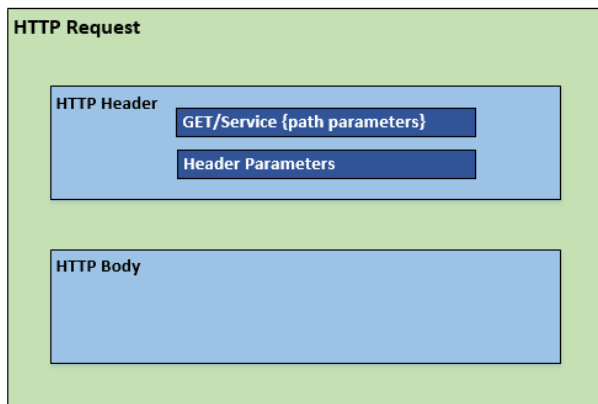 HTTP Request
HTTP Header
GET/Service {path parameters}
Header Parameters
HTTP Body